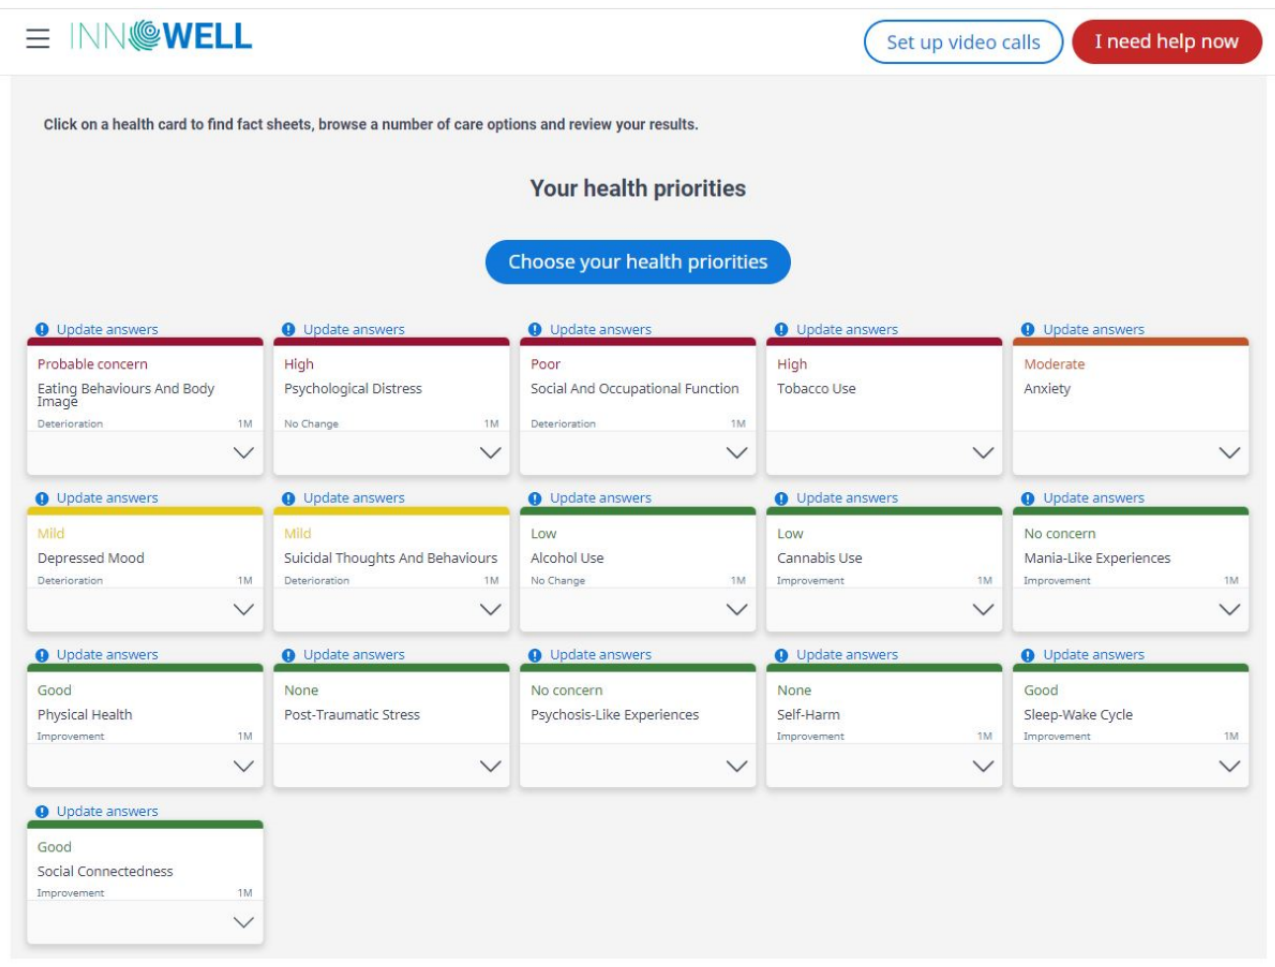 INNOWELL
Set up video calls
I need help now
Click on a health card to find fact sheets, browse a number of care options and review your results.
Your health priorities
Choose your health priorities
Update answers
Probable concern
Eating Behaviours And Body
Image
Deterioration 1M
Update answers
High
Psychological Distress
No Change 1M
Update answers
Poor
Social And Occupational Function
Deterioration 1M
Update answers
High
Tobacco Use
Update answers
Moderate
Anxiety
Update answers
Mild
Depressed Mood
Deterioration 1M
Update answers
Mild
Suicidal Thoughts And Behaviours
Deterioration 1M
Update answers
Low
Alcohol Use
No Change 1M
Update answers
Low
Cannabis Use
Improvement 1M
Update answers
No concern
Mania-Like Experiences
Improvement 1M
Update answers
Good
Physical Health
Improvement 1M
Update answers
None
Post-Traumatic Stress
Update answers
No concern
Psychosis-Like Experiences
Update answers
None
Self-Harm
Improvement 1M
Update answers
Good
Sleep-Wake Cycle
Improvement 1M
Update answers
Good
Social Connectedness
Improvement 1M